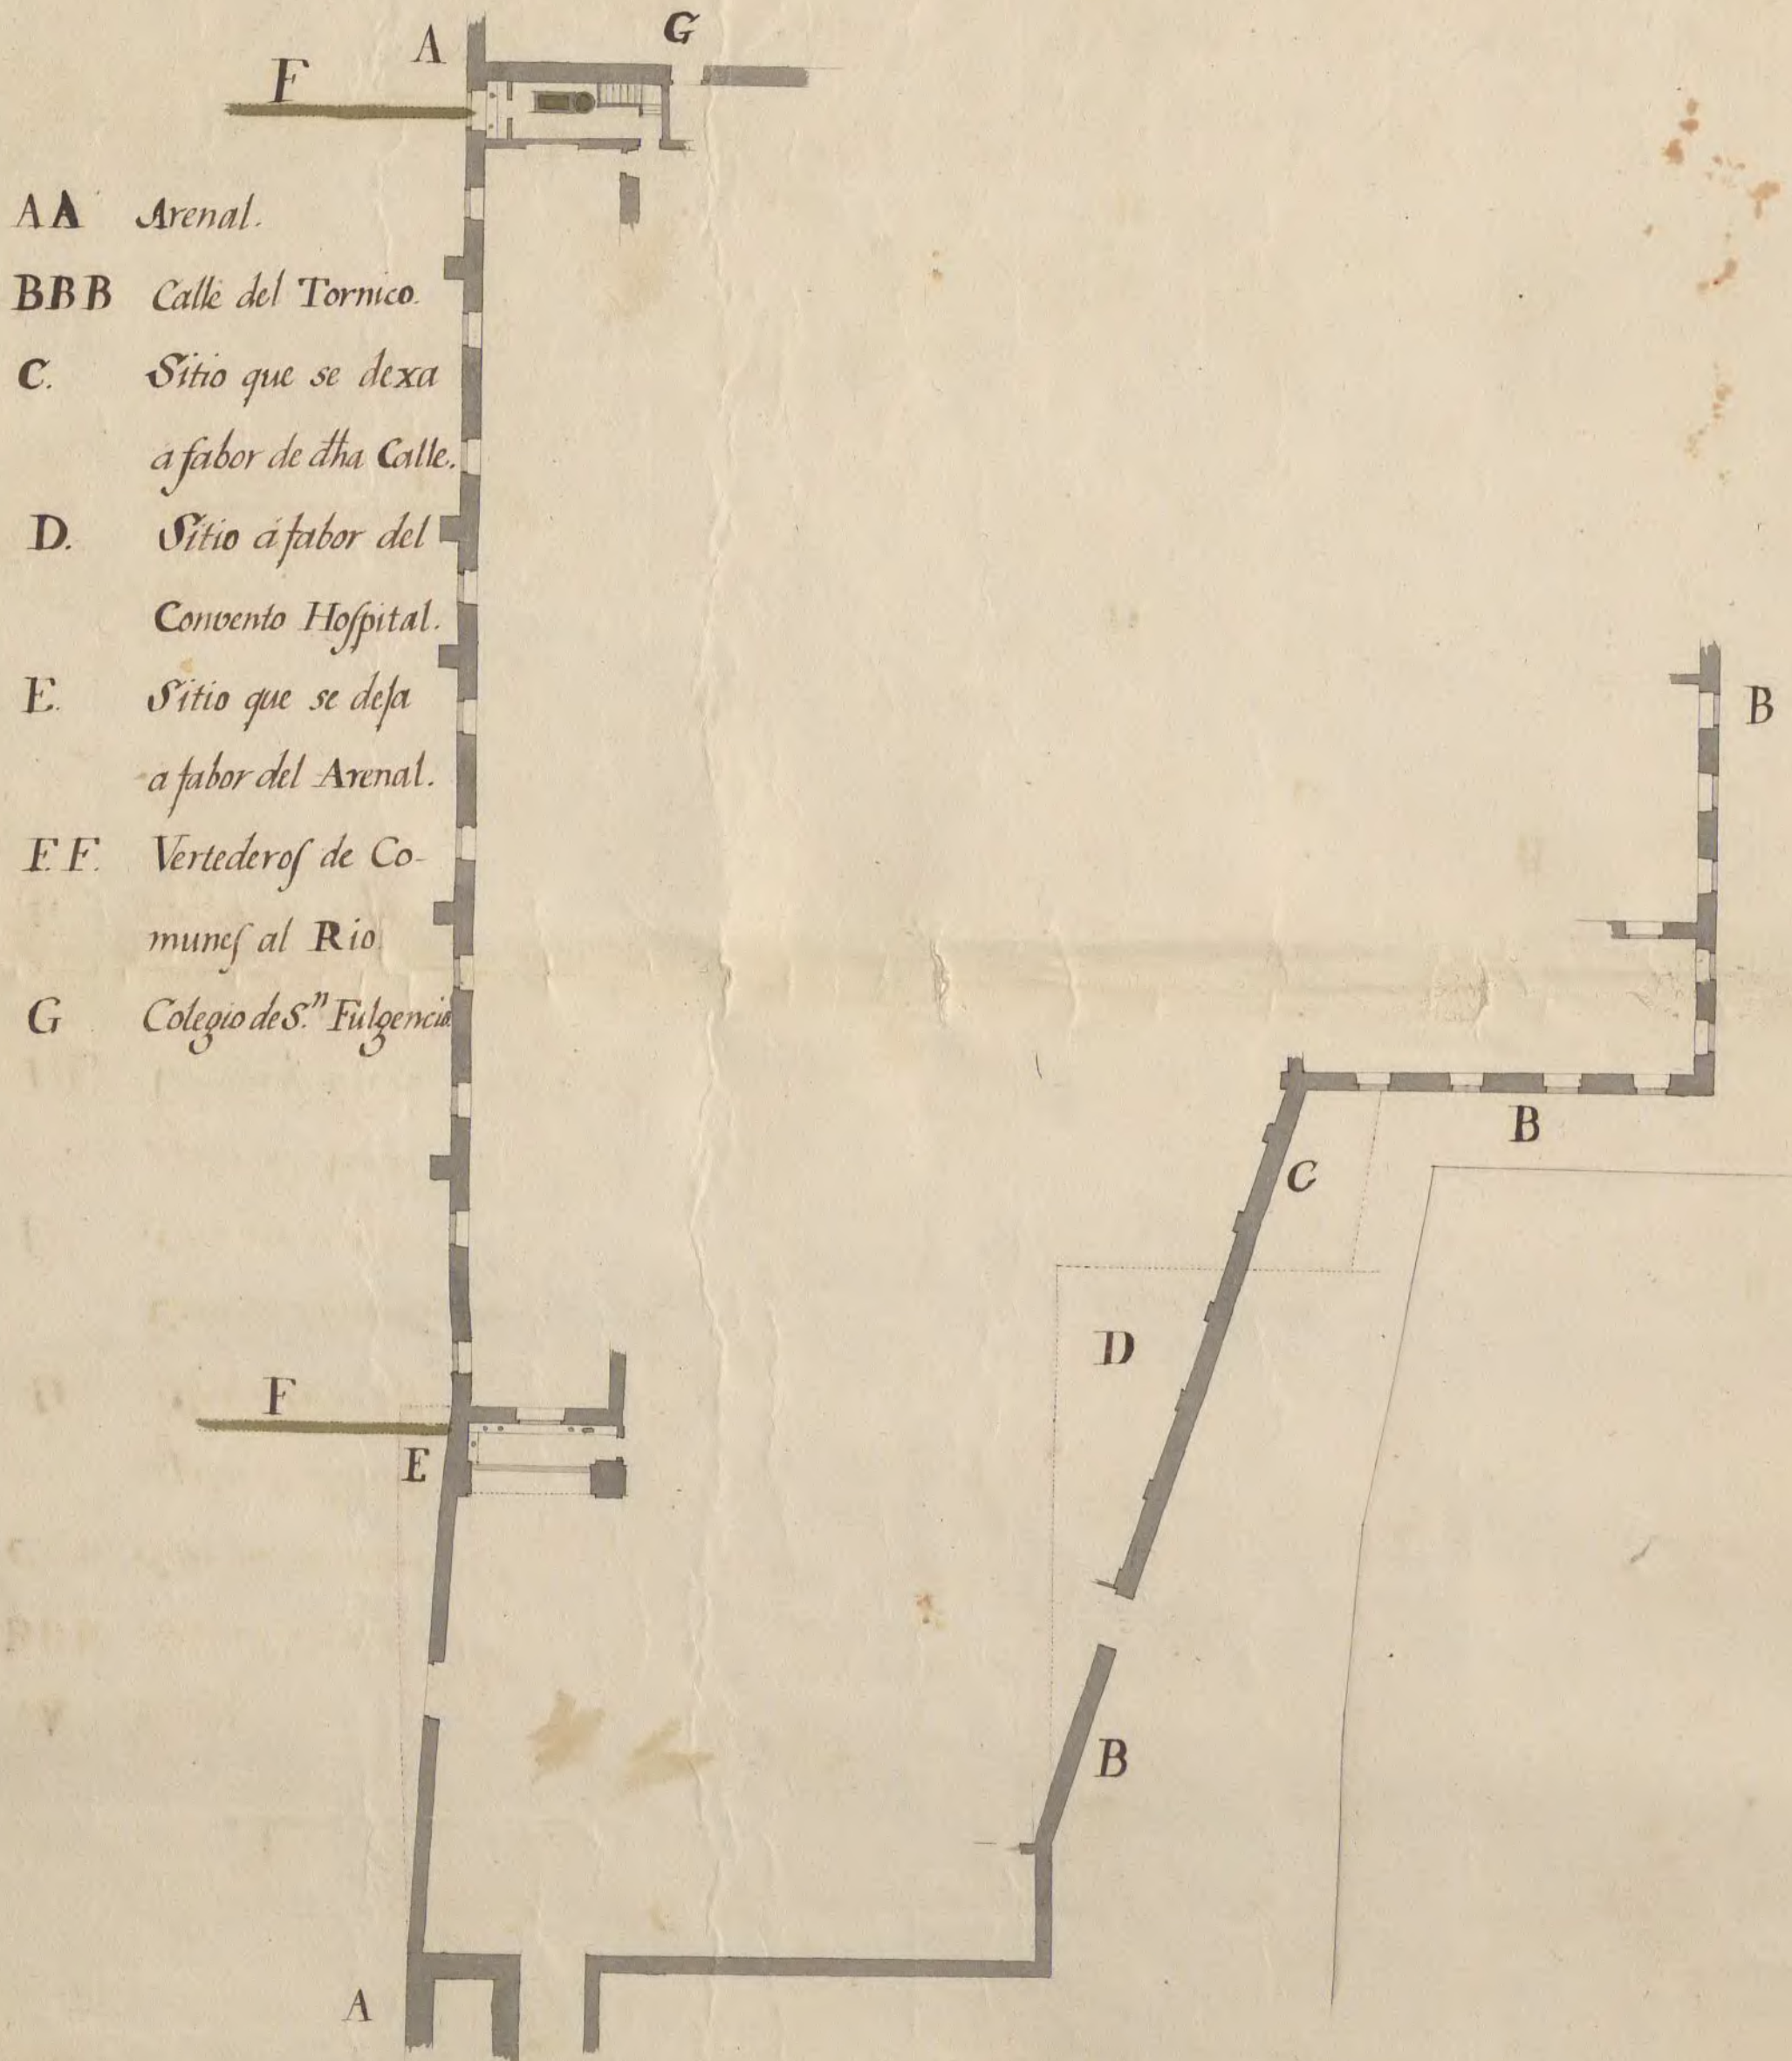 A
G
F
AA Arenal.
BBB Calle del Tornico.
C. Sitio que se dexa
á fabor de dha Calle.
D. Sitio á fabor del
Convento Hoſpital.
E. Sitio que se deja
a fabor del Arenal.
F.F. Vertederoſ de Co-
muneſ al Rio
G Colegio de S.ⁿ Fulgencio
B
B
C
D
F
E
B
A